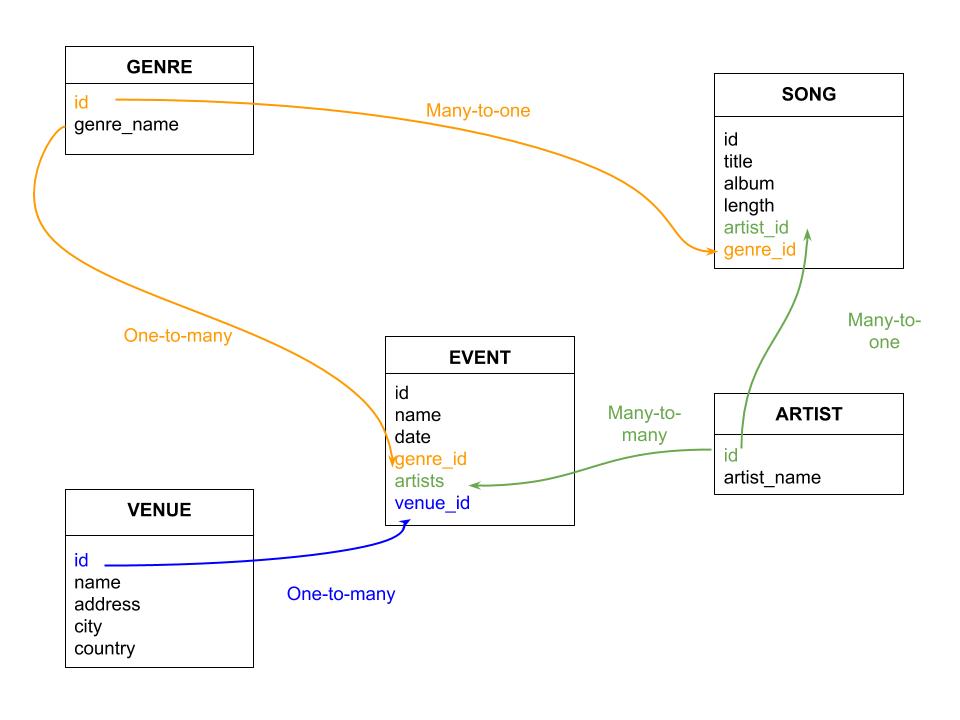 GENRE
id
genre_name
Many-to-one
SONG
id
title
album
length
artist_id
genre_id
One-to-many
Many-to-
one
EVENT
id
name
date
genre_id
artists
venue_id
Many-to-
many
ARTIST
id
artist_name
VENUE
id
name
address
city
country
One-to-many